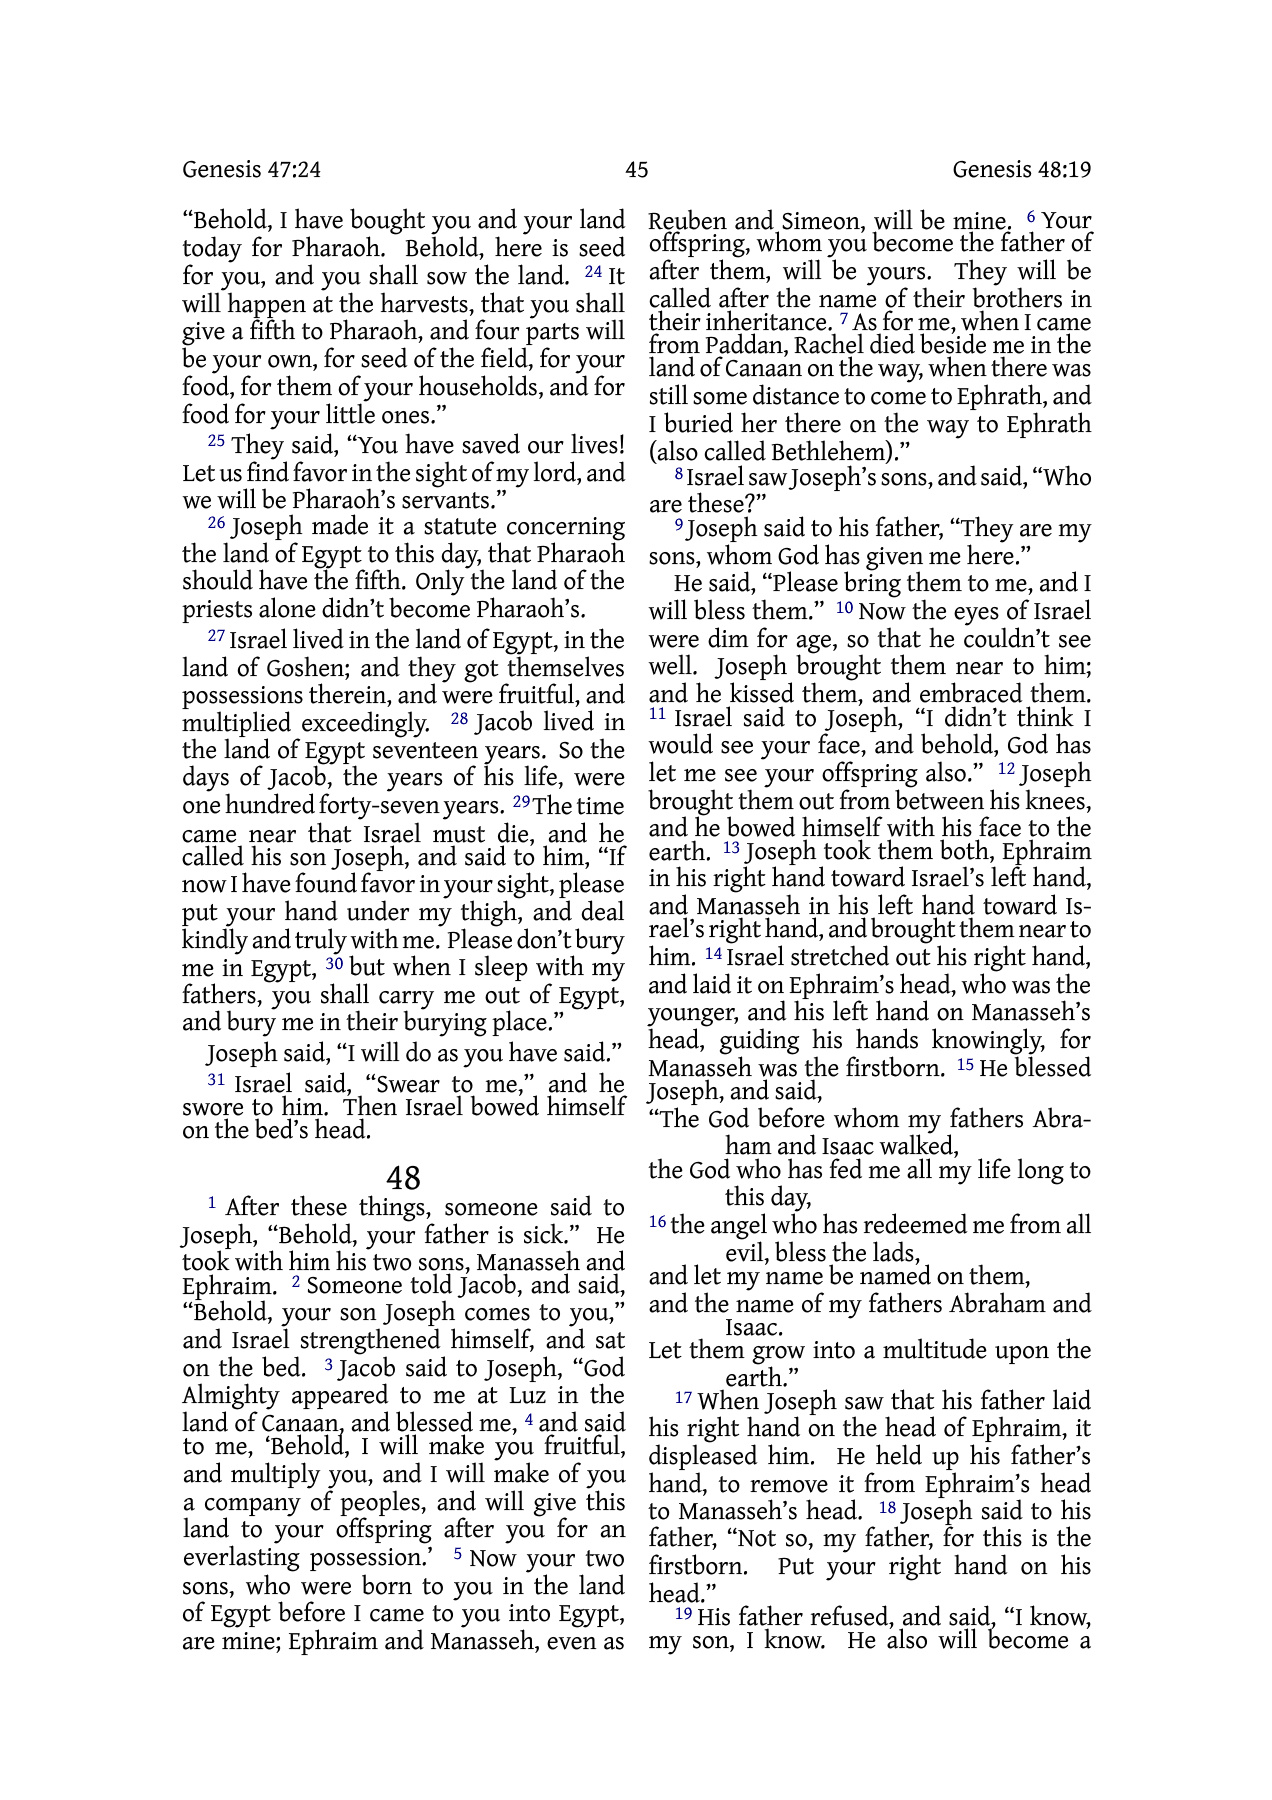 Genesis 47:24 45 Genesis 48:19
“Behold, I have bought you and your land
today for Pharaoh. Behold, here is seed
for you, and you shall sow the land. 24 It
will happen at the harvests, that you shall
give a fifth to Pharaoh, and four parts will
be your own, for seed of the field, for your
food, for them of your households, and for
food for your little ones.”
25 They said, “You have saved our lives!
Let us find favor in the sight of my lord, and
we will be Pharaoh’s servants.”
26 Joseph made it a statute concerning
the land of Egypt to this day, that Pharaoh
should have the fifth. Only the land of the
priests alone didn’t become Pharaoh’s.
27 Israel lived in the land of Egypt, in the
land of Goshen; and they got themselves
possessions therein, and were fruitful, and
multiplied exceedingly. 28 Jacob lived in
the land of Egypt seventeen years. So the
days of Jacob, the years of his life, were
one hundred forty-seven years. 29 The time
came near that Israel must die, and he
called his son Joseph, and said to him, “If
now I have found favor in your sight, please
put your hand under my thigh, and deal
kindly and truly with me. Please don’t bury
me in Egypt, 30 but when I sleep with my
fathers, you shall carry me out of Egypt,
and bury me in their burying place.”
Joseph said, “I will do as you have said.”
31 Israel said, “Swear to me,” and he
swore to him. Then Israel bowed himself
on the bed’s head.
48
1 After these things, someone said to
Joseph, “Behold, your father is sick.” He
took with him his two sons, Manasseh and
Ephraim. 2 Someone told Jacob, and said,
“Behold, your son Joseph comes to you,”
and Israel strengthened himself, and sat
on the bed. 3 Jacob said to Joseph, “God
Almighty appeared to me at Luz in the
land of Canaan, and blessed me, 4 and said
to me, ‘Behold, I will make you fruitful,
and multiply you, and I will make of you
a company of peoples, and will give this
land to your offspring after you for an
everlasting possession.’ 5 Now your two
sons, who were born to you in the land
of Egypt before I came to you into Egypt,
are mine; Ephraim and Manasseh, even as
Reuben and Simeon, will be mine. 6 Your
offspring, whom you become the father of
after them, will be yours. They will be
called after the name of their brothers in
their inheritance. 7 As for me, when I came
from Paddan, Rachel died beside me in the
land of Canaan on the way, when there was
still some distance to come to Ephrath, and
I buried her there on the way to Ephrath
(also called Bethlehem).”
8 Israel saw Joseph’s sons, and said, “Who
are these?”
9 Joseph said to his father, “They are my
sons, whom God has given me here.”
He said, “Please bring them to me, and I
will bless them.” 10 Now the eyes of Israel
were dim for age, so that he couldn’t see
well. Joseph brought them near to him;
and he kissed them, and embraced them.
11 Israel said to Joseph, “I didn’t think I
would see your face, and behold, God has
let me see your offspring also.” 12 Joseph
brought them out from between his knees,
and he bowed himself with his face to the
earth. 13 Joseph took them both, Ephraim
in his right hand toward Israel’s left hand,
and Manasseh in his left hand toward Is-
rael’s right hand, and brought them near to
him. 14 Israel stretched out his right hand,
and laid it on Ephraim’s head, who was the
younger, and his left hand on Manasseh’s
head, guiding his hands knowingly, for
Manasseh was the firstborn. 15 He blessed
Joseph, and said,
“The God before whom my fathers Abra-
ham and Isaac walked,
the God who has fed me all my life long to
this day,
16 the angel who has redeemed me from all
evil, bless the lads,
and let my name be named on them,
and the name of my fathers Abraham and
Isaac.
Let them grow into a multitude upon the
earth.”
17 When Joseph saw that his father laid
his right hand on the head of Ephraim, it
displeased him. He held up his father’s
hand, to remove it from Ephraim’s head
to Manasseh’s head. 18 Joseph said to his
father, “Not so, my father, for this is the
firstborn. Put your right hand on his
head.”
19 His father refused, and said, “I know,
my son, I know. He also will become a